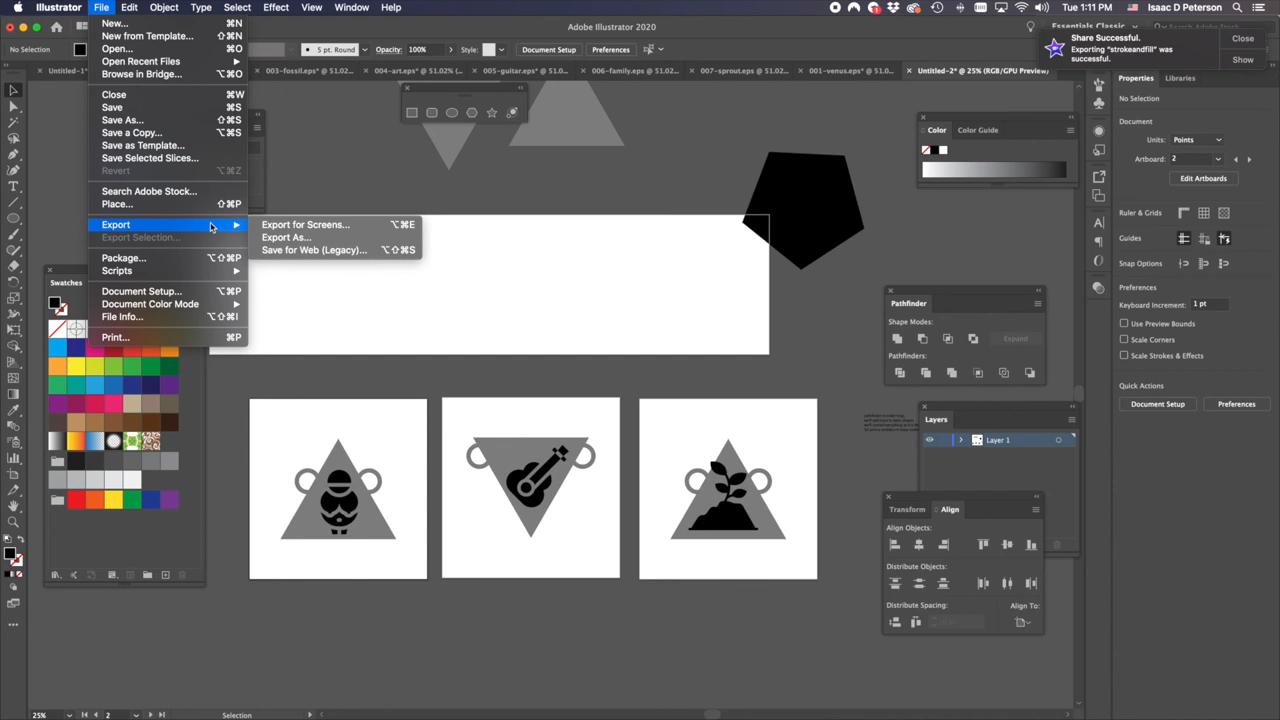 Illustrator File Edit Object Type Select Effect View Window Help
Tue 1:11 PM Isaac D Peterson
Adobe Illustrator 2020
Essentials Classic
Share Successful.
Exporting "strokeandfill" was
successful.
Close
Show
No Selection
5 pt. Round
Opacity: 100%
Style:
Document Setup
Preferences
Untitled-1*
003-fossil.eps* @ 51.02...
004-art.eps* @ 51.02% (...
005-guitar.eps* @ 51.02...
006-family.eps @ 51.02...
007-sprout.eps @ 51.02...
001-venus.eps* @ 51.02...
Untitled-2* @ 25% (RGB/GPU Preview)
New... ⌘N
New from Template... ⇧⌘N
Open... ⌘O
Open Recent Files
Browse in Bridge... ⌥⌘O
Close ⌘W
Save ⌘S
Save As... ⇧⌘S
Save a Copy... ⌥⌘S
Save as Template...
Save Selected Slices...
Revert ⌥⌘Z
Search Adobe Stock...
Place... ⇧⌘P
Export
Export Selection...
Package... ⌥⇧⌘P
Scripts
Document Setup... ⌥⌘P
Document Color Mode
File Info... ⌥⇧⌘I
Print... ⌘P
Export for Screens... ⌥⌘E
Export As...
Save for Web (Legacy)... ⌥⇧⌘S
Swatches
Color
Color Guide
Pathfinder
Shape Modes:
Expand
Pathfinders:
Layers
Layer 1
Transform
Align
Align Objects:
Distribute Objects:
Distribute Spacing:
Align To:
Properties
Libraries
No Selection
Document
Units: Points
Artboard: 2
Edit Artboards
Ruler & Grids
Guides
Snap Options
Preferences
Keyboard Increment: 1 pt
Use Preview Bounds
Scale Corners
Scale Strokes & Effects
Quick Actions
Document Setup
Preferences
25%
2
Selection